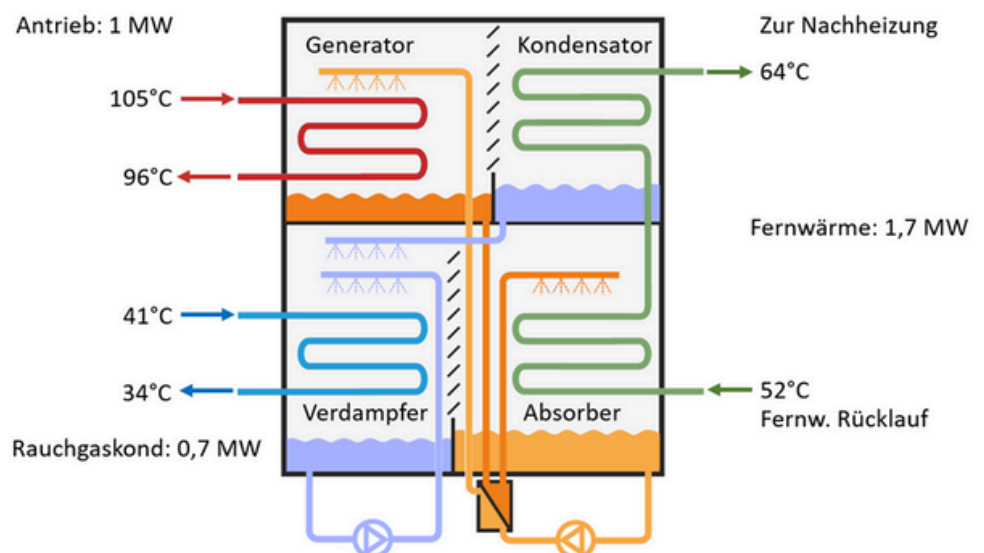 Antrieb: 1 MW
Generator
Kondensator
Zur Nachheizung
64°C
105°C
96°C
Fernwärme: 1,7 MW
41°C
34°C
52°C
Verdampfer
Absorber
Fernw. Rücklauf
Rauchgaskond: 0,7 MW